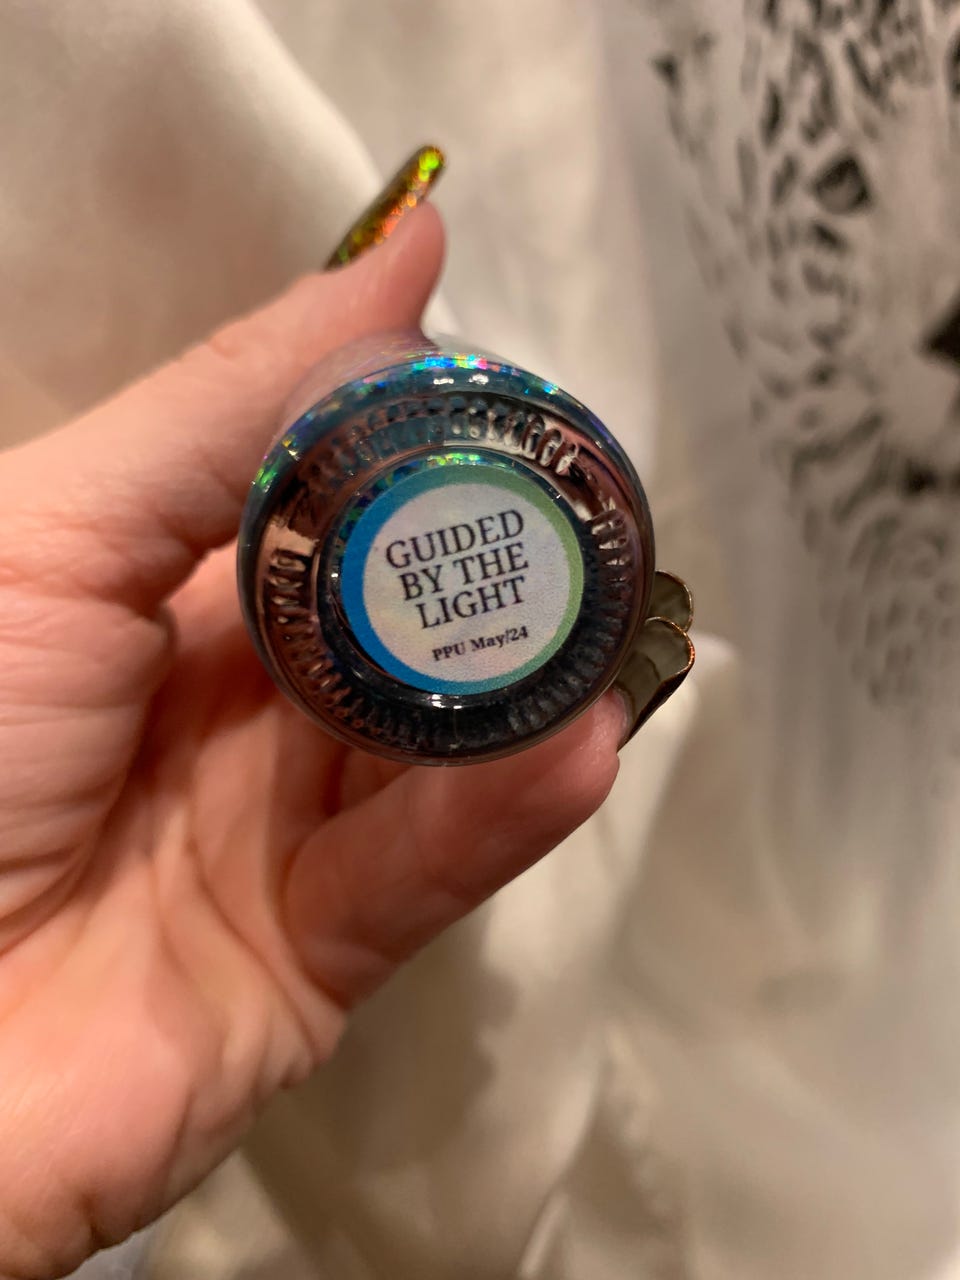 GUIDED
BY THE
LIGHT
PPU May/24